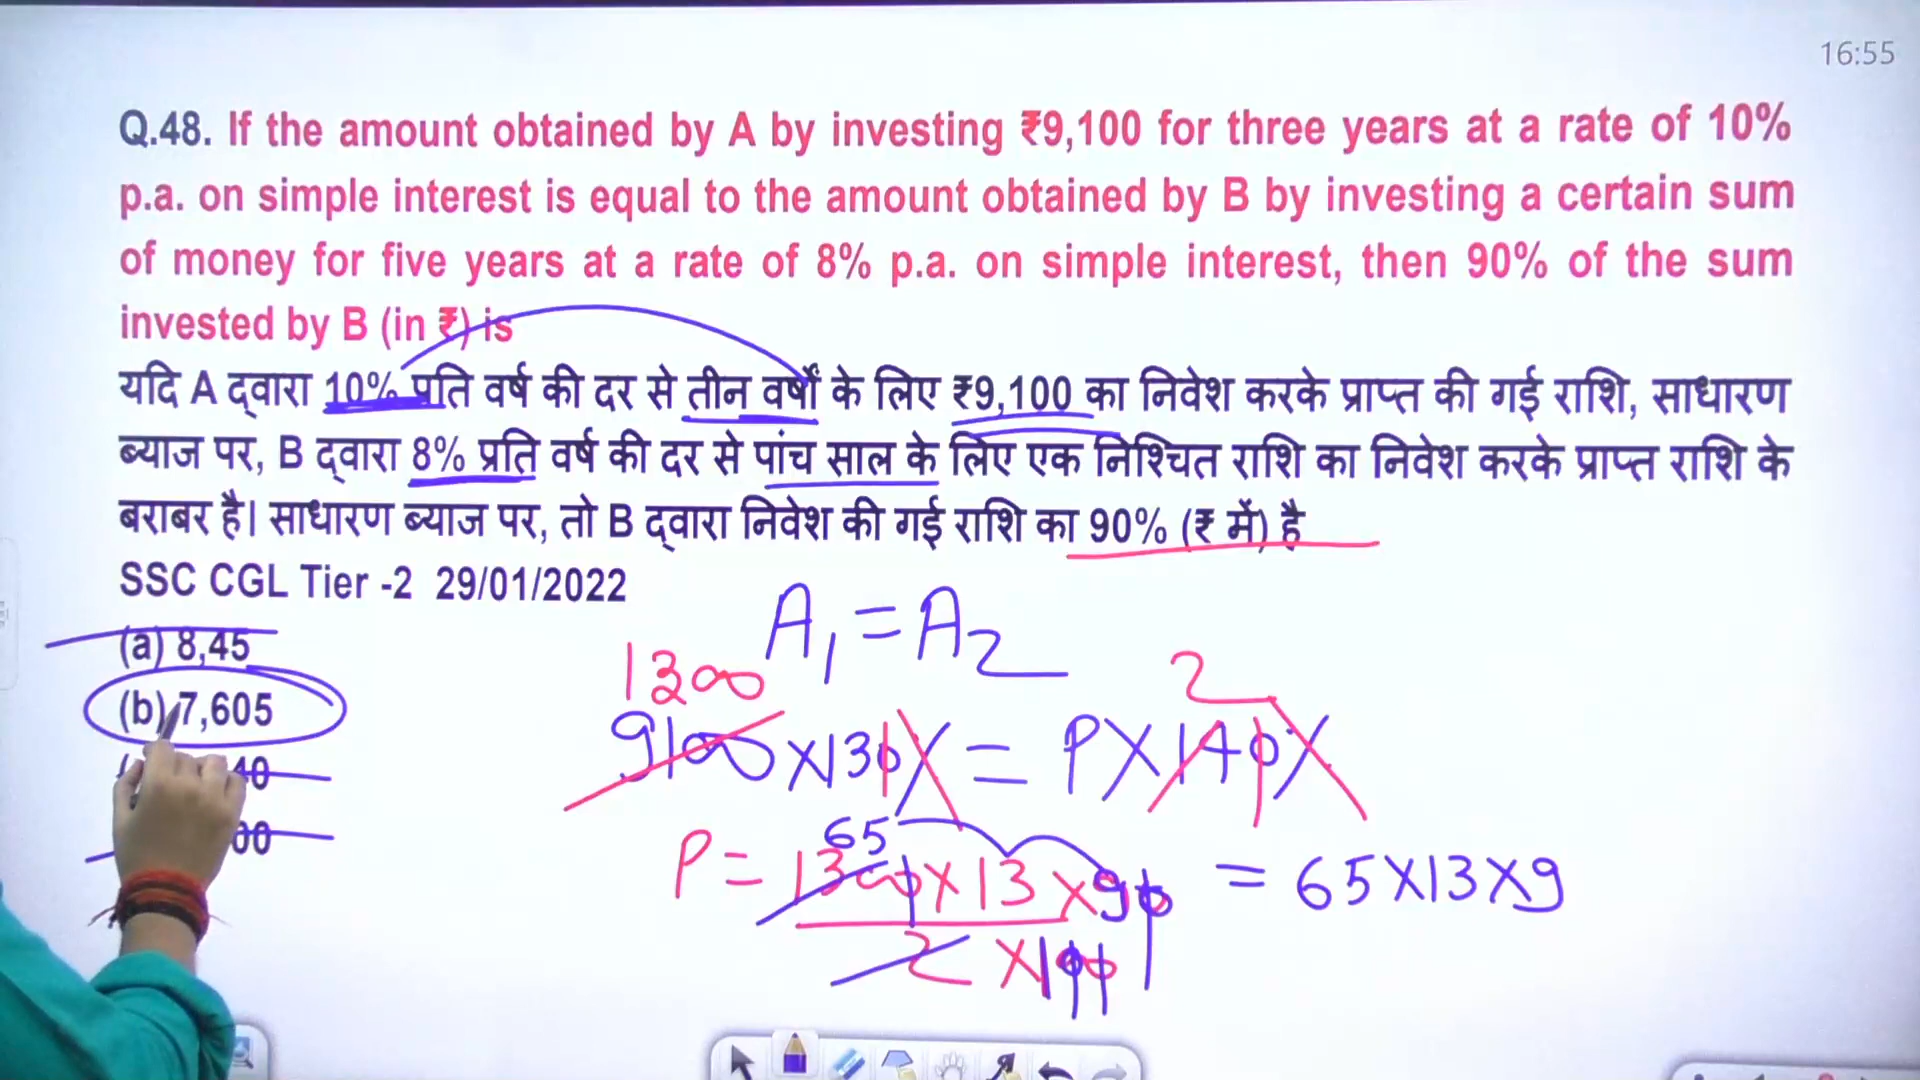 16:55
Q.48. If the amount obtained by A by investing ₹9,100 for three years at a rate of 10%
p.a. on simple interest is equal to the amount obtained by B by investing a certain sum
of money for five years at a rate of 8% p.a. on simple interest, then 90% of the sum
invested by B (in ₹) is
यदि A द्वारा 10% प्रति वर्ष की दर से तीन वर्षों के लिए ₹9,100 का निवेश करके प्राप्त की गई राशि, साधारण
ब्याज पर, B द्वारा 8% प्रति वर्ष की दर से पांच साल के लिए एक निश्चित राशि का निवेश करके प्राप्त राशि के
बराबर है। साधारण ब्याज पर, तो B द्वारा निवेश की गई राशि का 90% (₹ में) है
SSC CGL Tier -2 29/01/2022
(a) 8,45
(b) 7,605
40
00
A₁ = A₂
1300 2
9100 x 130% = P x 140%
65
P = 1300 x 13 x 90 = 65 x 13 x 9
2 x 100